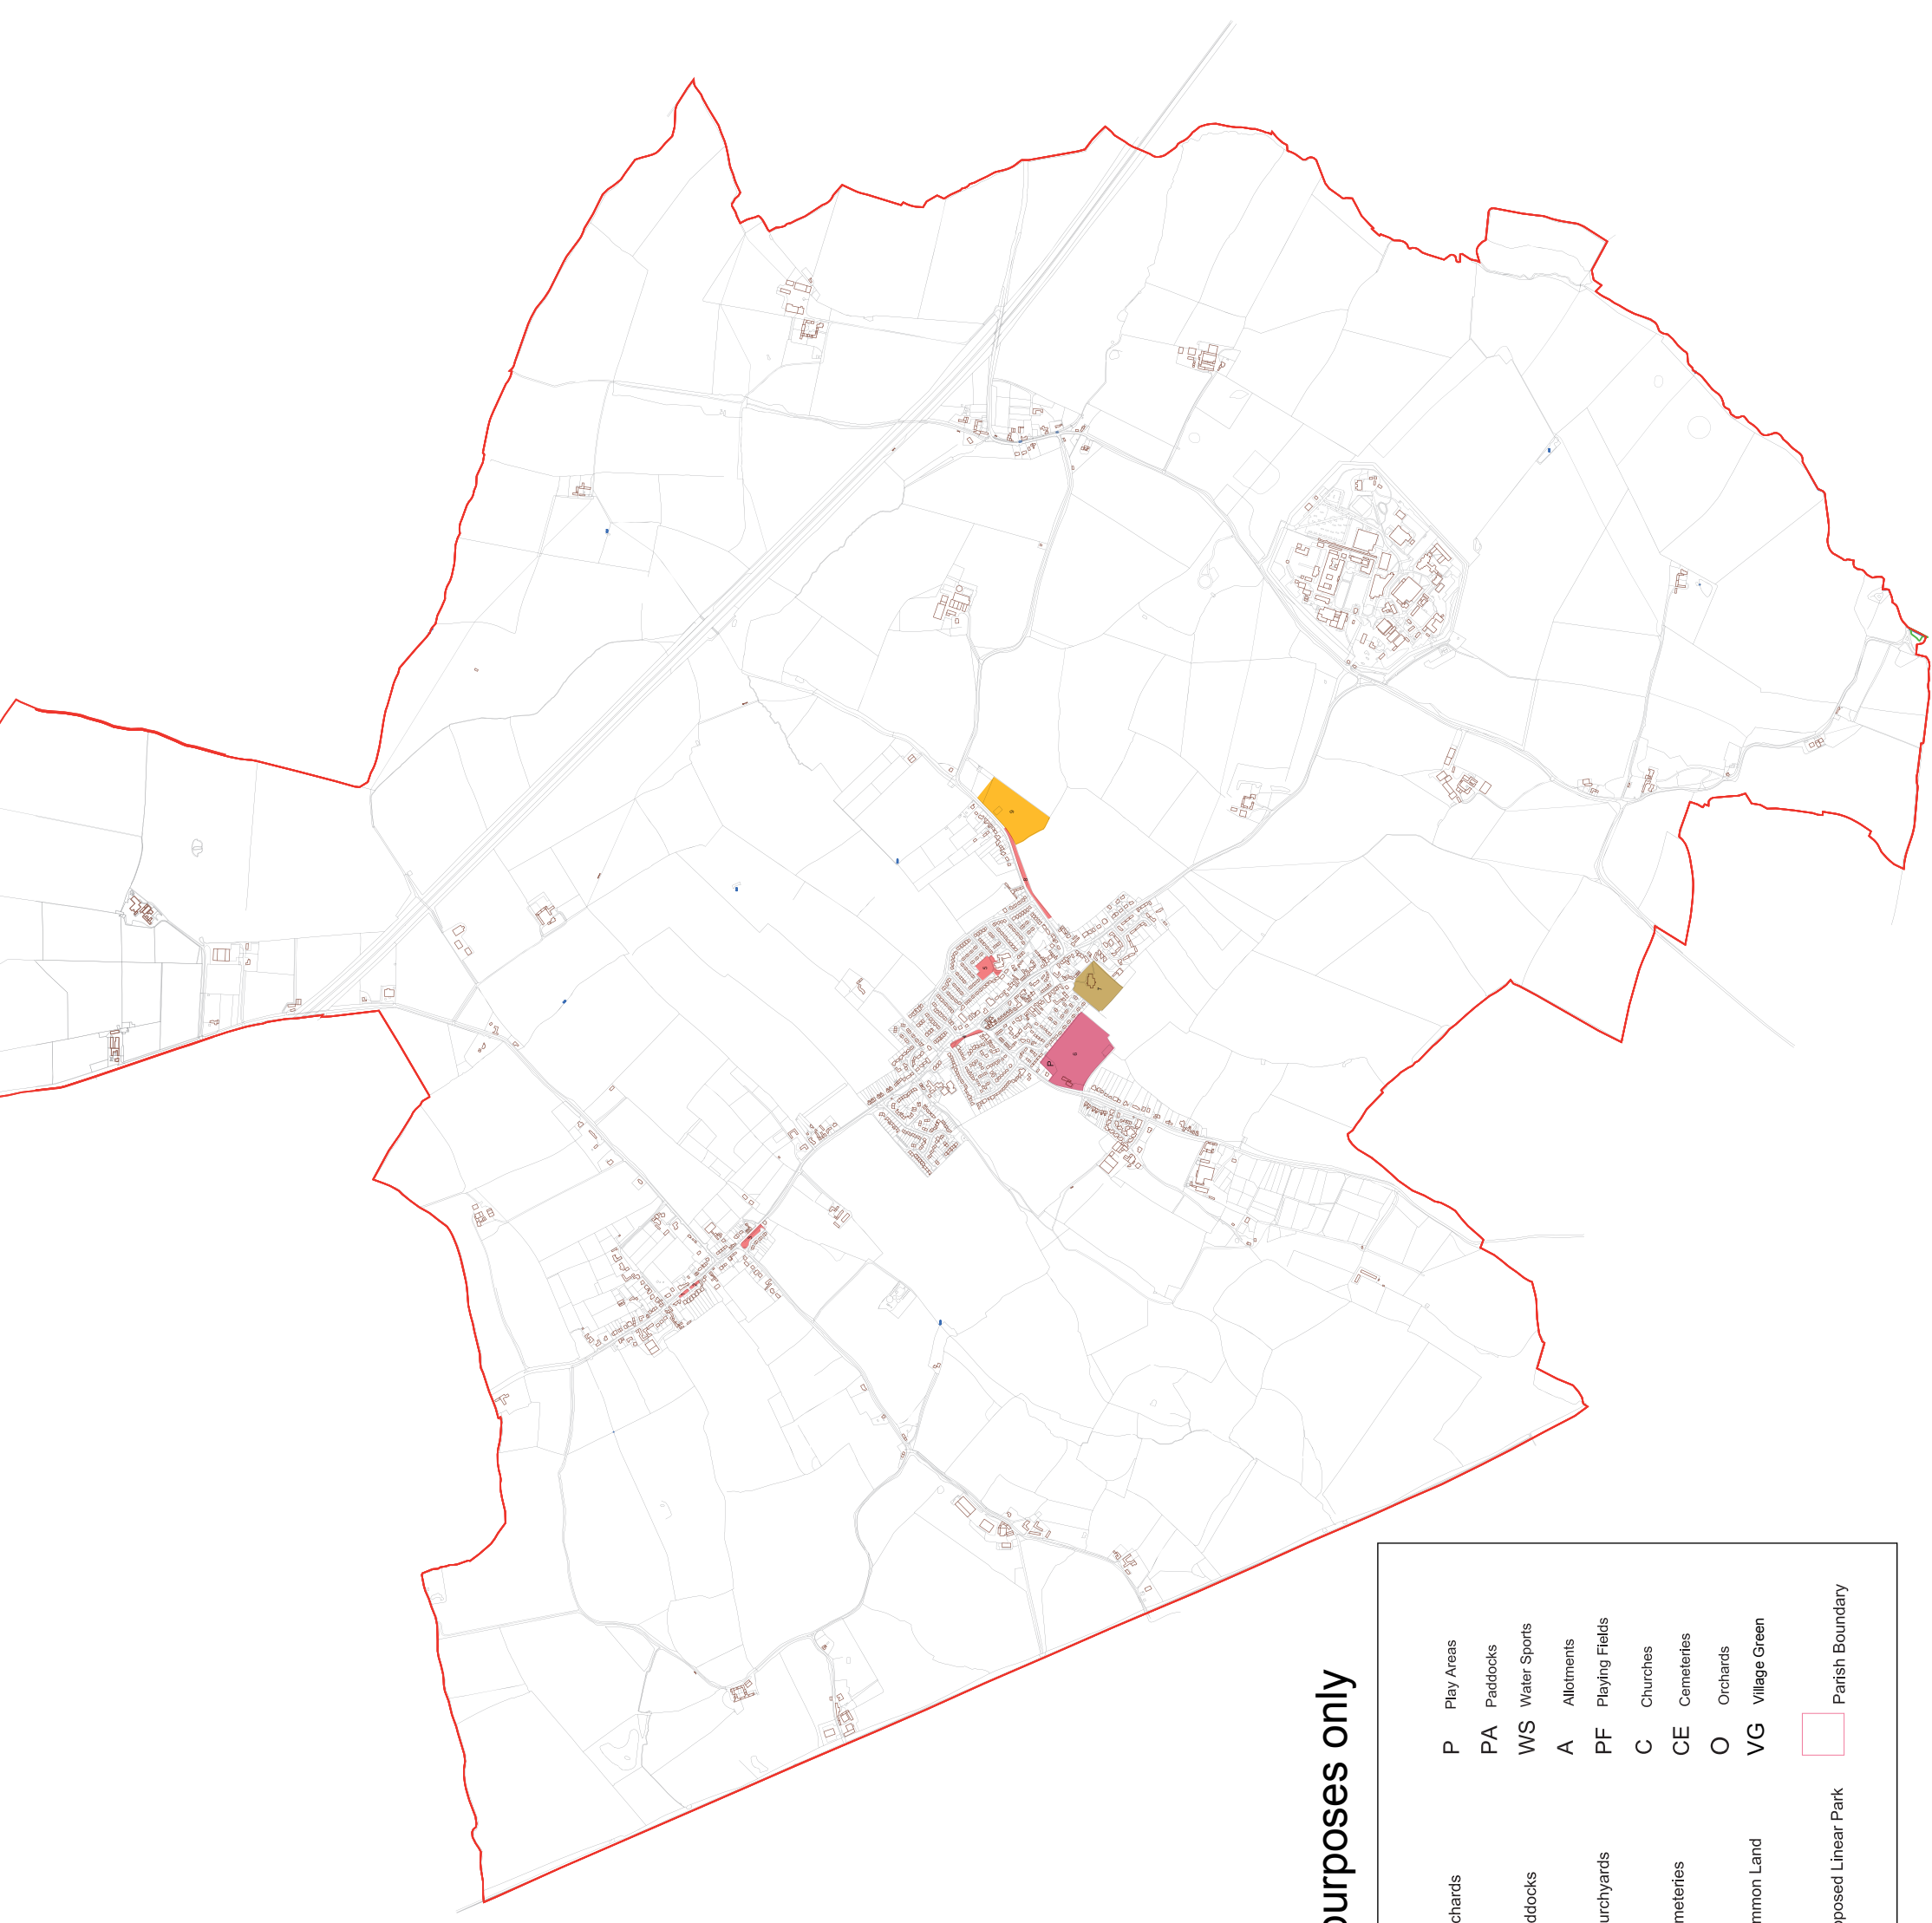 ourposes only
P Play Areas
PA Paddocks
WS Water Sports
A Allotments
PF Playing Fields
C Churches
CE Cemeteries
O Orchards
VG Village Green
Parish Boundary
chards
ddocks
urchyards
meteries
mmon Land
posed Linear Park
P